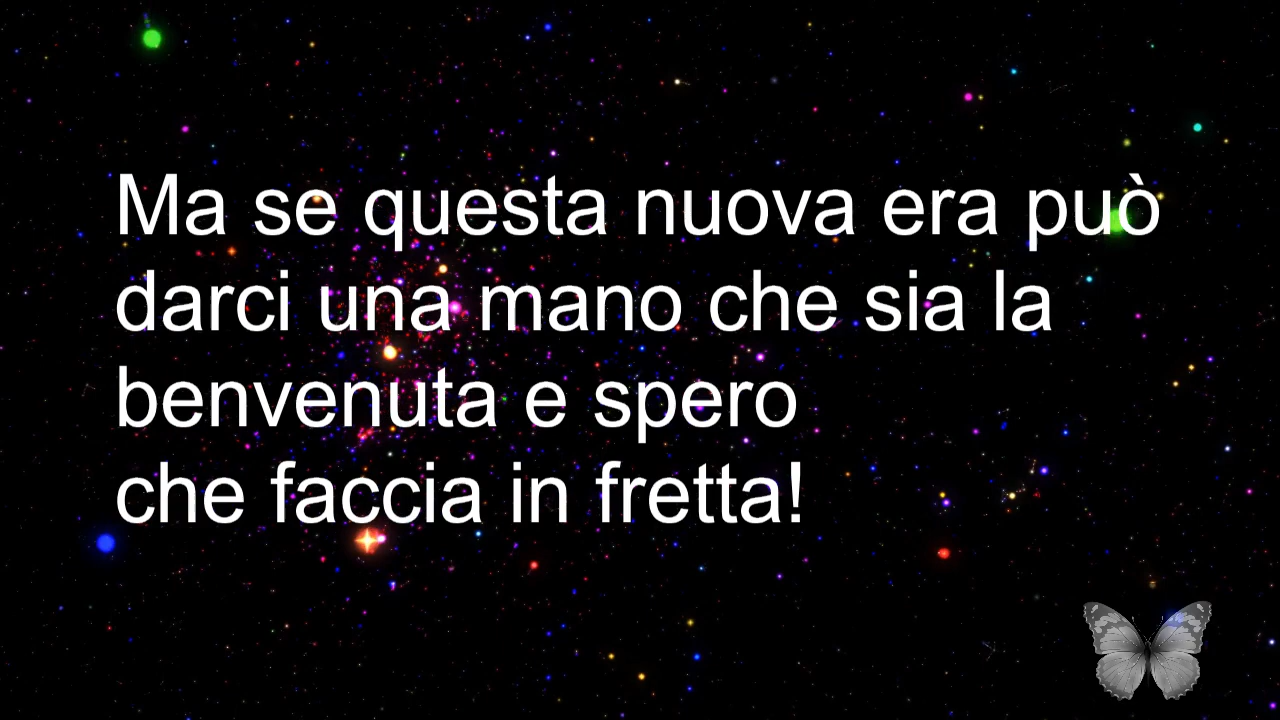 Ma se questa nuova era può
darci una mano che sia la
benvenuta e spero
che faccia in fretta!